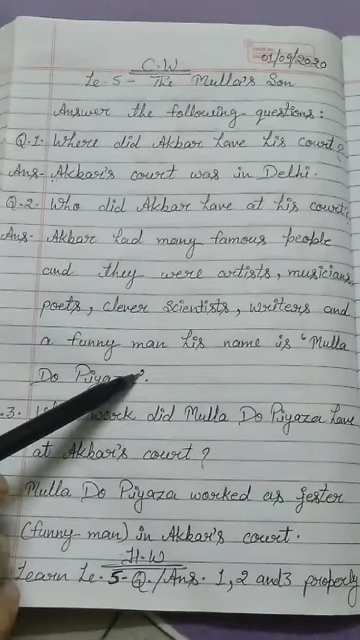 C.W
01/09/2020
Le. 5 - The Mulla's Son
Answer the following questions:
Q.1. Where did Akbar have his court?
Ans- Akbar's court was in Delhi.
Q.2. Who did Akbar have at his court?
Ans- Akbar had many famous people
and they were artists, musicians,
poets, clever scientists, writers and
a funny man his name is "Mulla
Do Piyaza".
.3. work did Mulla Do Piyaza have
at Akbar's court?
Mulla Do Piyaza worked as jester
(funny man) in Akbar's court.
H.W
Learn Le. 5- Q./Ans. 1, 2 and 3 properly